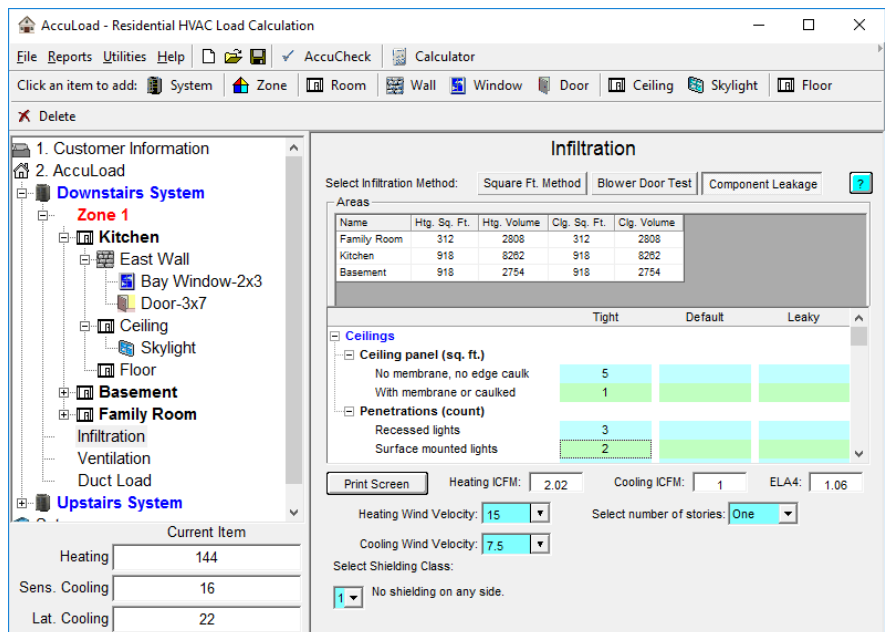 AccuLoad - Residential HVAC Load Calculation
File Reports Utilities Help AccuCheck Calculator
Click an item to add: System Zone Room Wall Window Door Ceiling Skylight Floor
Delete
1. Customer Information
2. AccuLoad
Downstairs System
Zone 1
Kitchen
East Wall
Bay Window-2x3
Door-3x7
Ceiling
Skylight
Floor
Basement
Family Room
Infiltration
Ventilation
Duct Load
Upstairs System
Current Item
Heating 144
Sens. Cooling 16
Lat. Cooling 22
Infiltration
Select Infiltration Method: Square Ft. Method Blower Door Test Component Leakage ?
Areas
Name Htg. Sq. Ft. Htg. Volume Clg. Sq. Ft. Clg. Volume
Family Room 312 2808 312 2808
Kitchen 918 8262 918 8262
Basement 918 2754 918 2754
Tight Default Leaky
Ceilings
Ceiling panel (sq. ft.)
No membrane, no edge caulk 5
With membrane or caulked 1
Penetrations (count)
Recessed lights 3
Surface mounted lights 2
Print Screen Heating ICFM: 2.02 Cooling ICFM: 1 ELA4: 1.06
Heating Wind Velocity: 15 Select number of stories: One
Cooling Wind Velocity: 7.5
Select Shielding Class:
1 No shielding on any side.